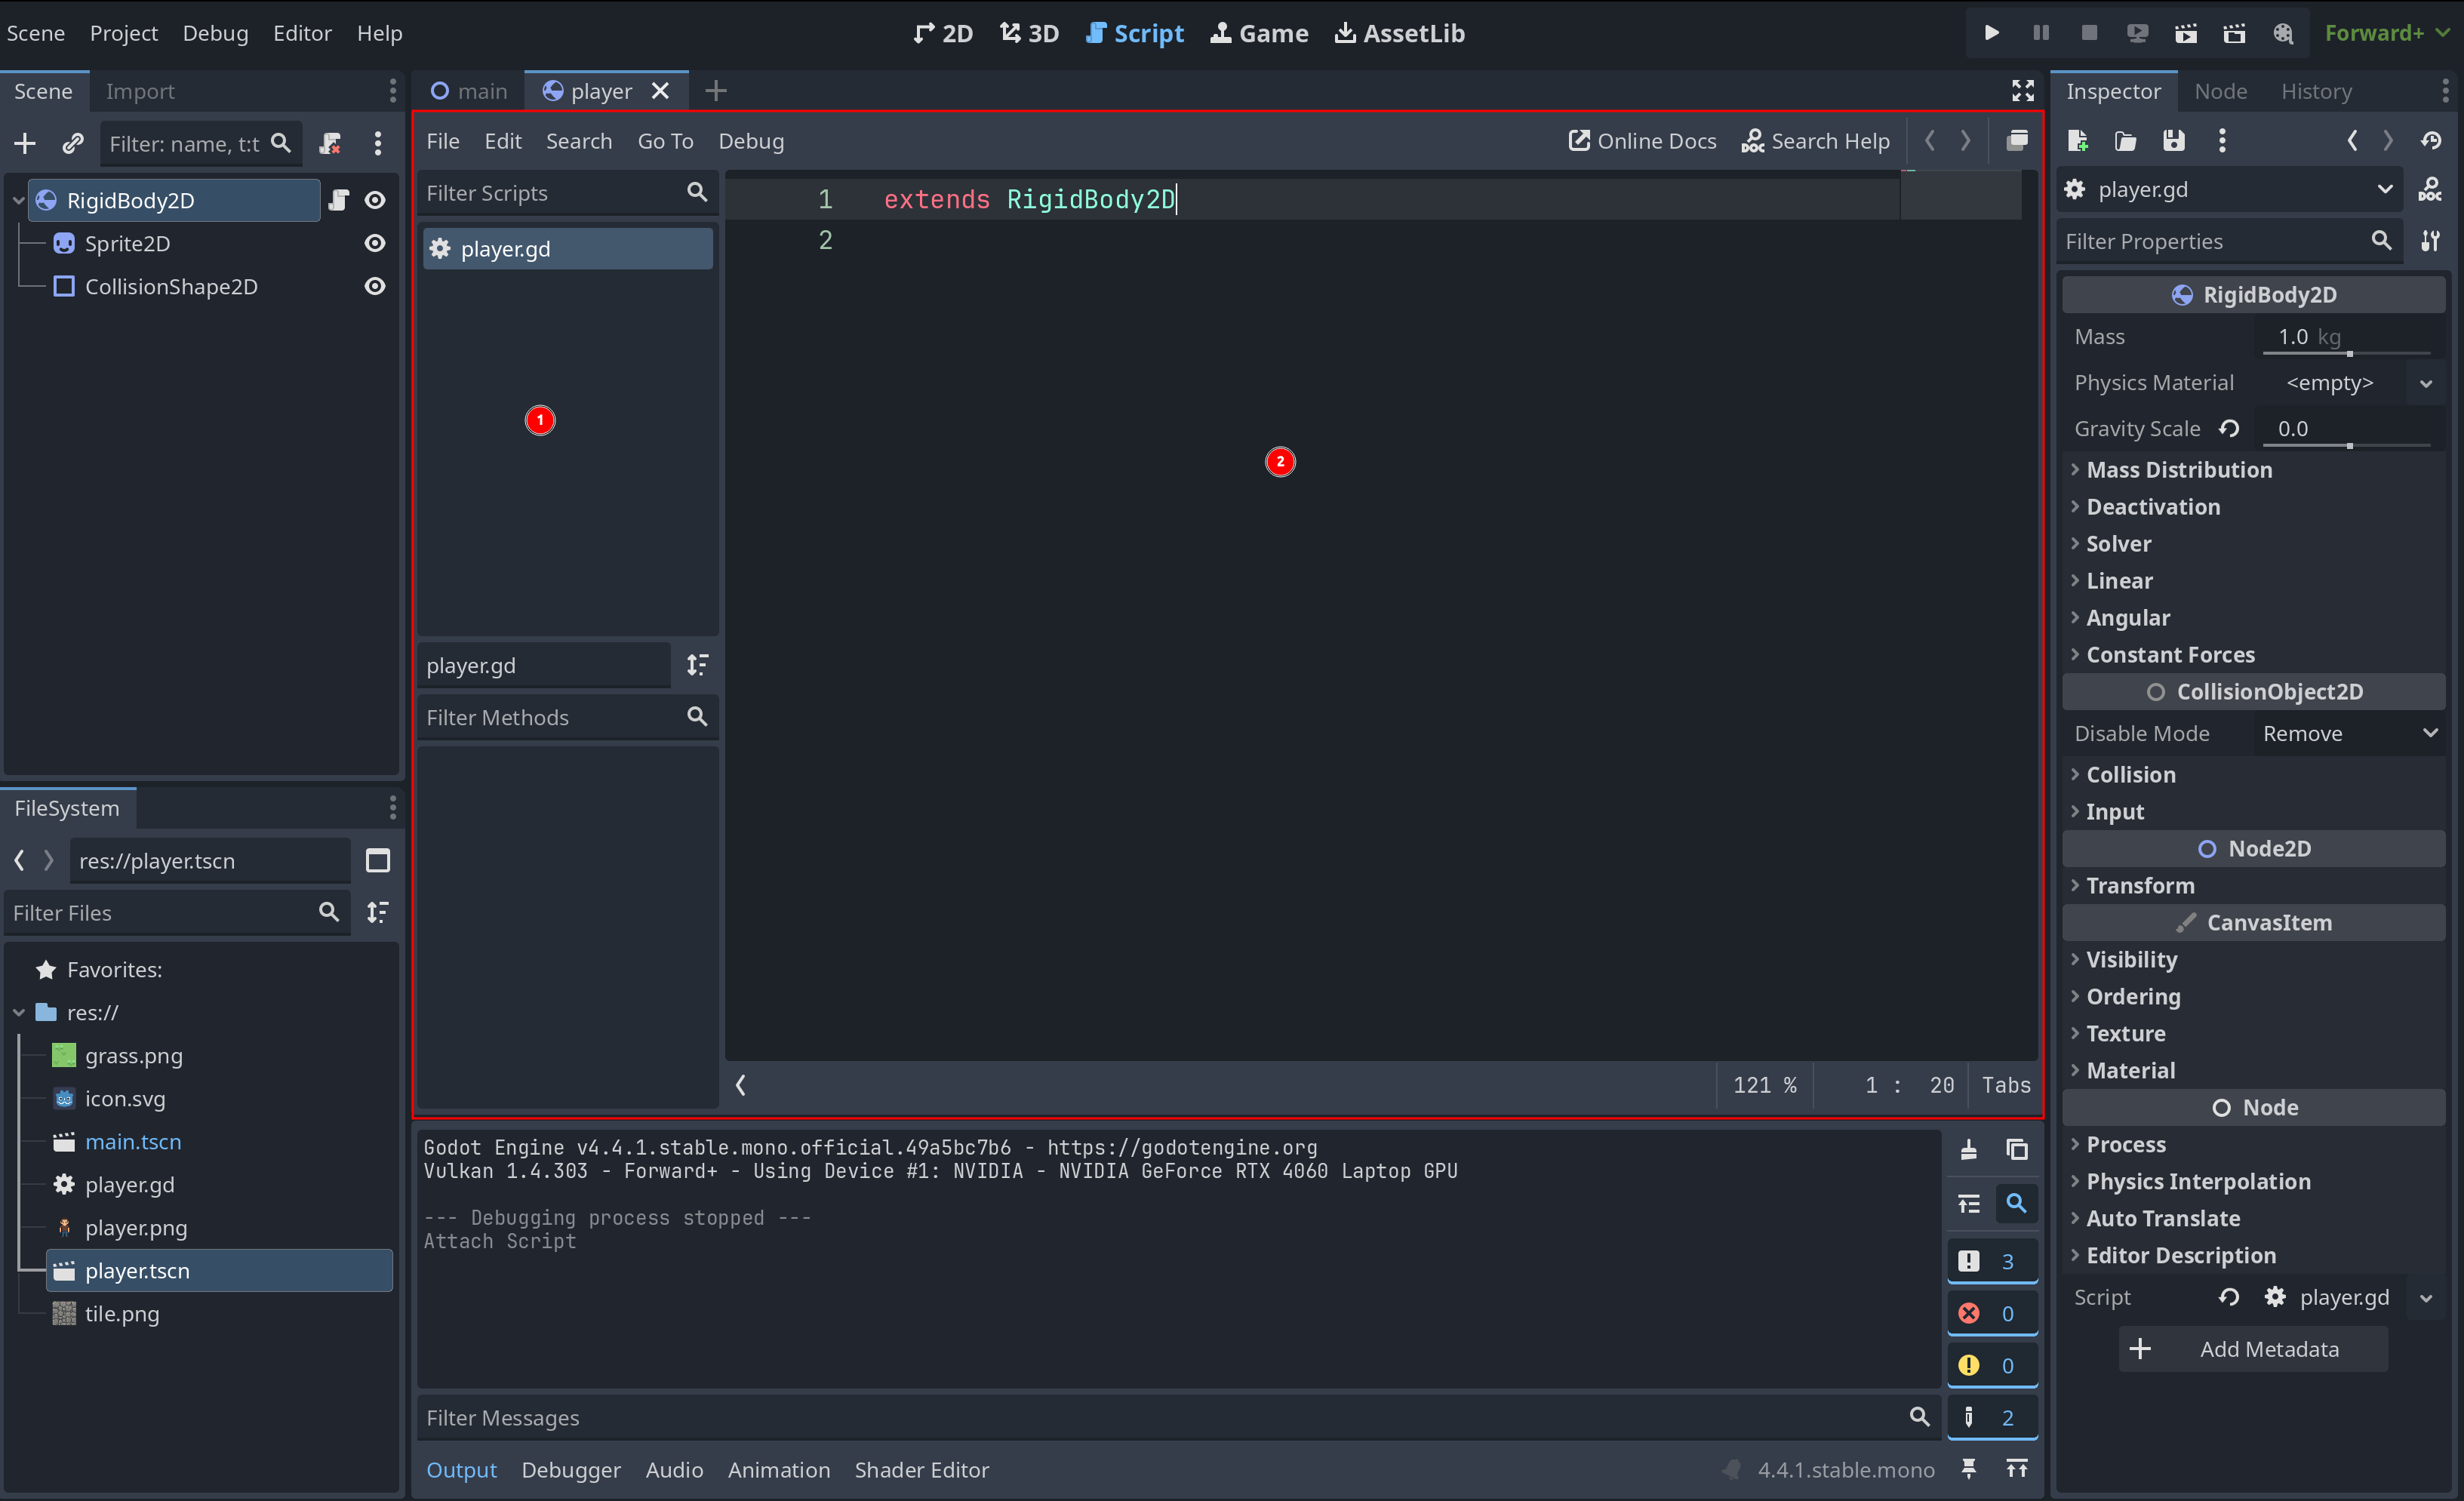 Scene Project Debug Editor Help
2D 3D Script Game AssetLib
Forward+
Scene Import
Filter: name, t:t
RigidBody2D
Sprite2D
CollisionShape2D
FileSystem
res://player.tscn
Filter Files
Favorites:
res://
grass.png
icon.svg
main.tscn
player.gd
player.png
player.tscn
tile.png
main player
File Edit Search Go To Debug
Online Docs Search Help
Filter Scripts
player.gd
1
player.gd
Filter Methods
1 extends RigidBody2D
2
2
121 % 1 : 20 Tabs
Godot Engine v4.4.1.stable.mono.official.49a5bc7b6 - https://godotengine.org
Vulkan 1.4.303 - Forward+ - Using Device #1: NVIDIA - NVIDIA GeForce RTX 4060 Laptop GPU
--- Debugging process stopped ---
Attach Script
3
0
0
2
Filter Messages
Output Debugger Audio Animation Shader Editor
4.4.1.stable.mono
Inspector Node History
player.gd
DOC
Filter Properties
RigidBody2D
Mass 1.0 kg
Physics Material <empty>
Gravity Scale 0.0
Mass Distribution
Deactivation
Solver
Linear
Angular
Constant Forces
CollisionObject2D
Disable Mode Remove
Collision
Input
Node2D
Transform
CanvasItem
Visibility
Ordering
Texture
Material
Node
Process
Physics Interpolation
Auto Translate
Editor Description
Script player.gd
Add Metadata